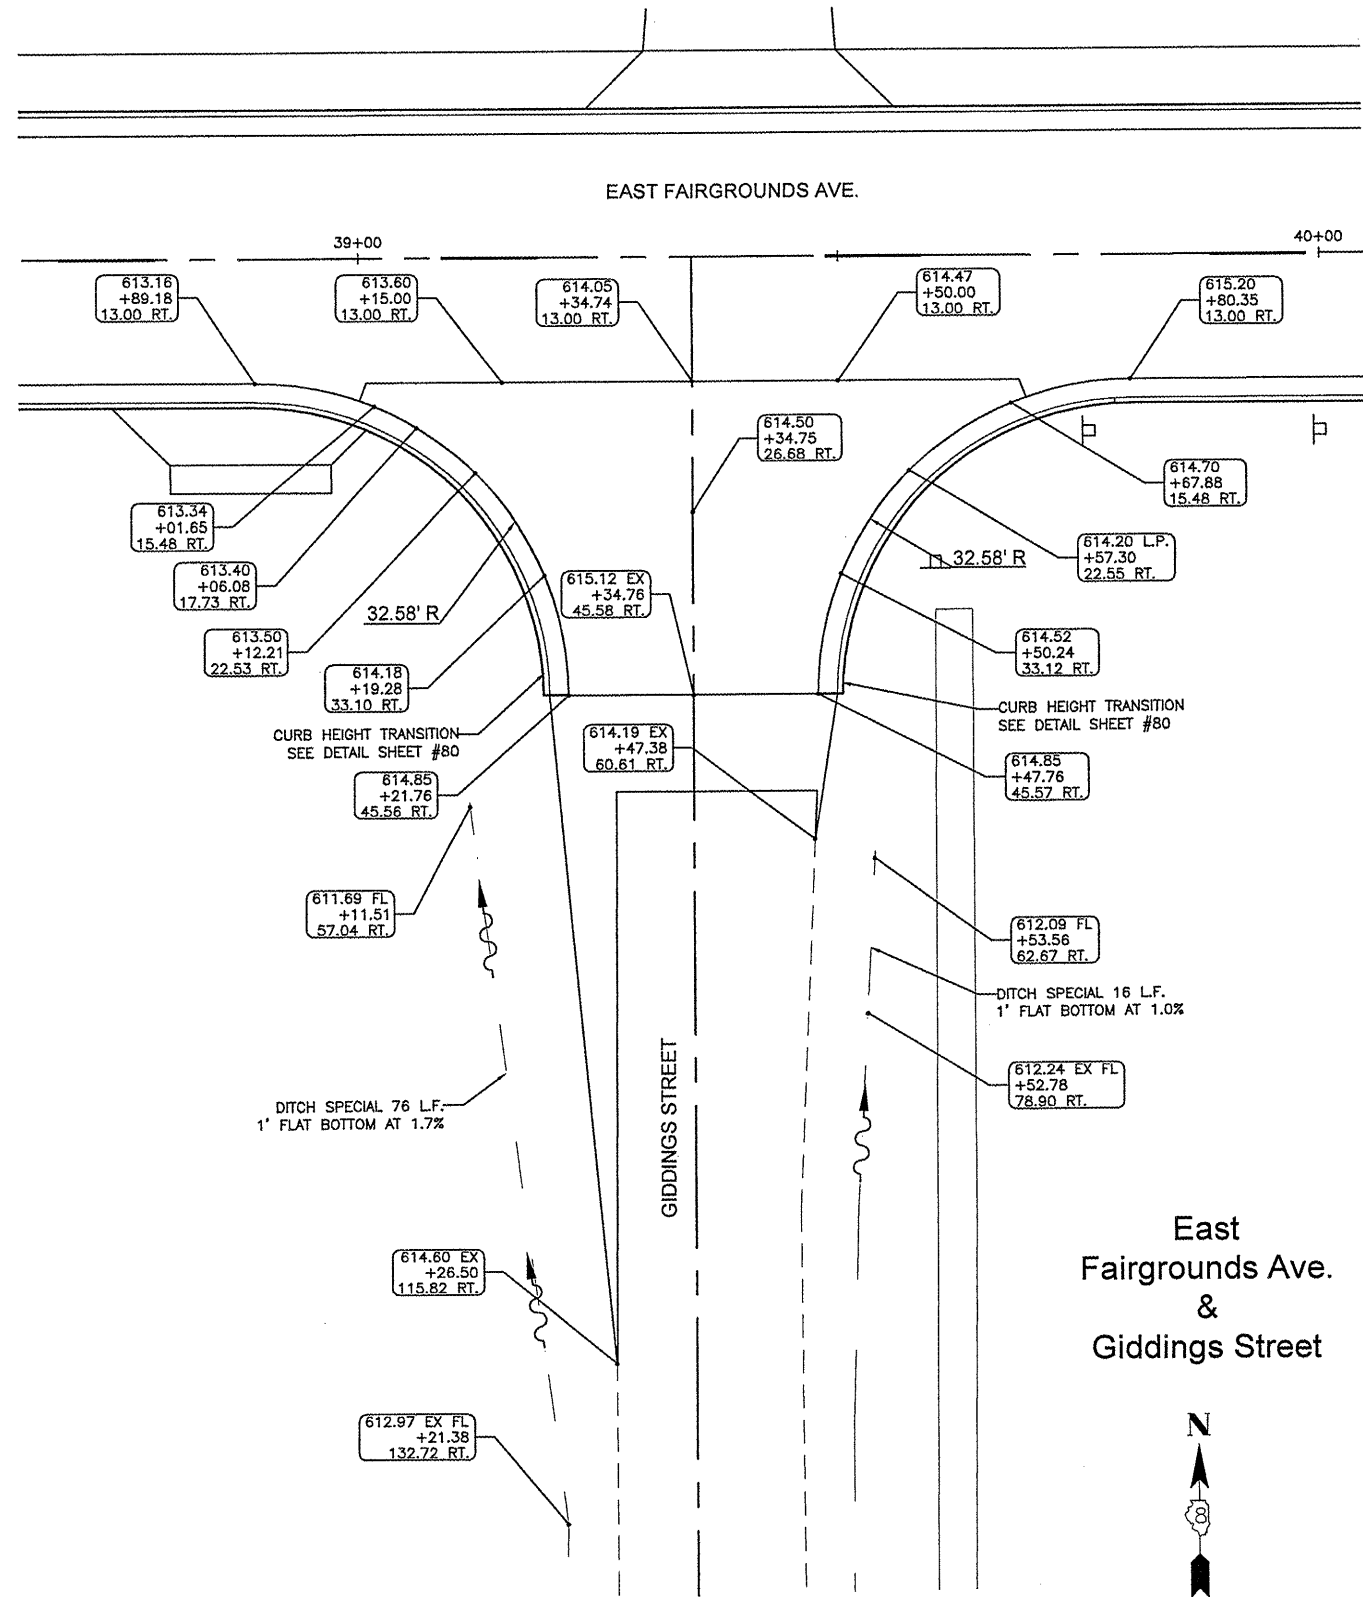 EAST FAIRGROUNDS AVE.
39+00
40+00
613.16
+89.18
13.00 RT.
613.60
+15.00
13.00 RT.
614.05
+34.74
13.00 RT.
614.47
+50.00
13.00 RT.
615.20
+80.35
13.00 RT.
614.50
+34.75
26.68 RT.
614.70
+67.88
15.48 RT.
613.34
+01.65
15.48 RT.
614.20 L.P.
+57.30
22.55 RT.
32.58' R
613.40
+06.08
17.73 RT.
615.12 EX
+34.76
45.58 RT.
32.58' R
613.50
+12.21
22.53 RT.
614.52
+50.24
33.12 RT.
614.18
+19.28
33.10 RT.
CURB HEIGHT TRANSITION
SEE DETAIL SHEET #80
CURB HEIGHT TRANSITION
SEE DETAIL SHEET #80
614.19 EX
+47.38
60.61 RT.
614.85
+21.76
45.56 RT.
614.85
+47.76
45.57 RT.
611.69 FL
+11.51
57.04 RT.
612.09 FL
+53.56
62.67 RT.
DITCH SPECIAL 16 L.F.
1' FLAT BOTTOM AT 1.0%
612.24 EX FL
+52.78
78.90 RT.
DITCH SPECIAL 76 L.F.
1' FLAT BOTTOM AT 1.7%
GIDDINGS STREET
614.60 EX
+26.50
115.82 RT.
East
Fairgrounds Ave.
&
Giddings Street
612.97 EX FL
+21.38
132.72 RT.
N